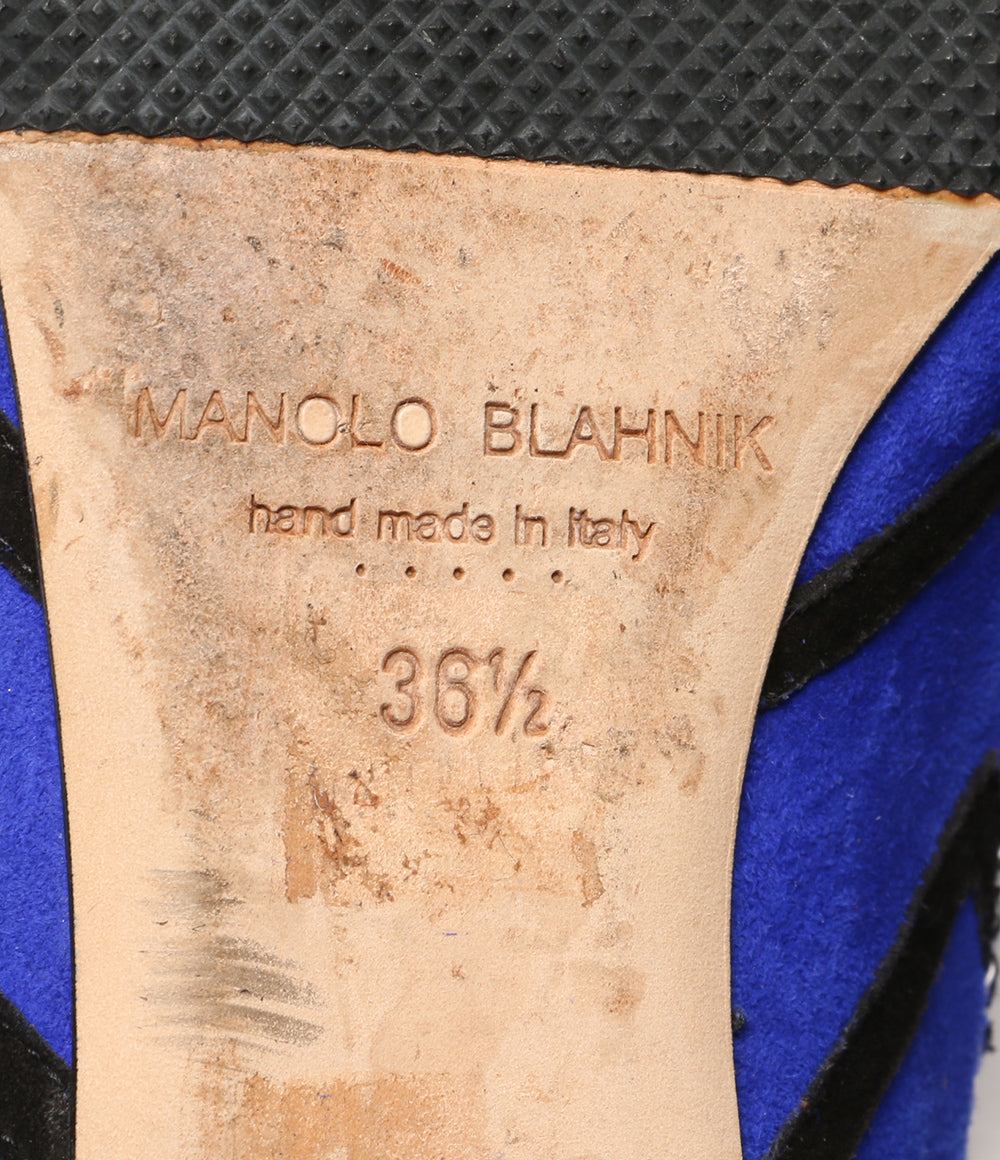 MANOLO BLAHNIK
hand made in Italy
36½